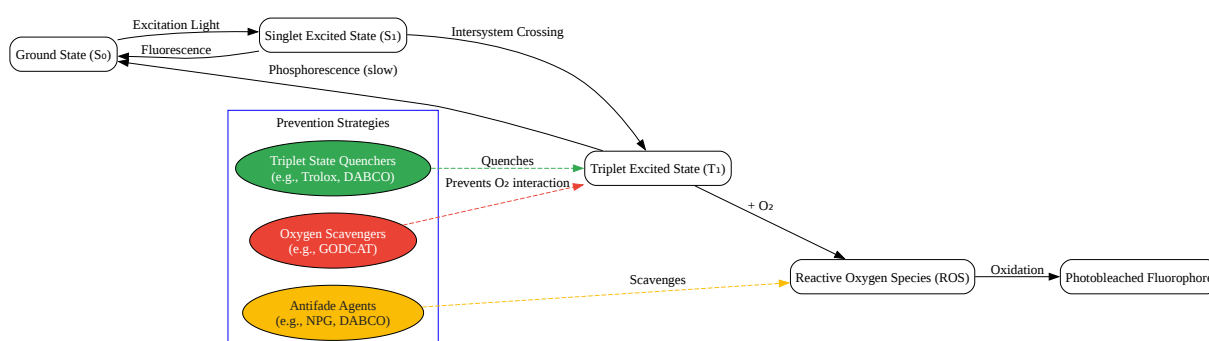 Excitation Light
Ground State (S₀)
Singlet Excited State (S₁)
Fluorescence
Intersystem Crossing
Phosphorescence (slow)
Prevention Strategies
Triplet State Quenchers
(e.g., Trolox, DABCO)
Quenches
Triplet Excited State (T₁)
Prevents O₂ interaction
Oxygen Scavengers
(e.g., GODCAT)
+ O₂
Antifade Agents
(e.g., NPG, DABCO)
Scavenges
Reactive Oxygen Species (ROS)
Oxidation
Photobleached Fluorophore